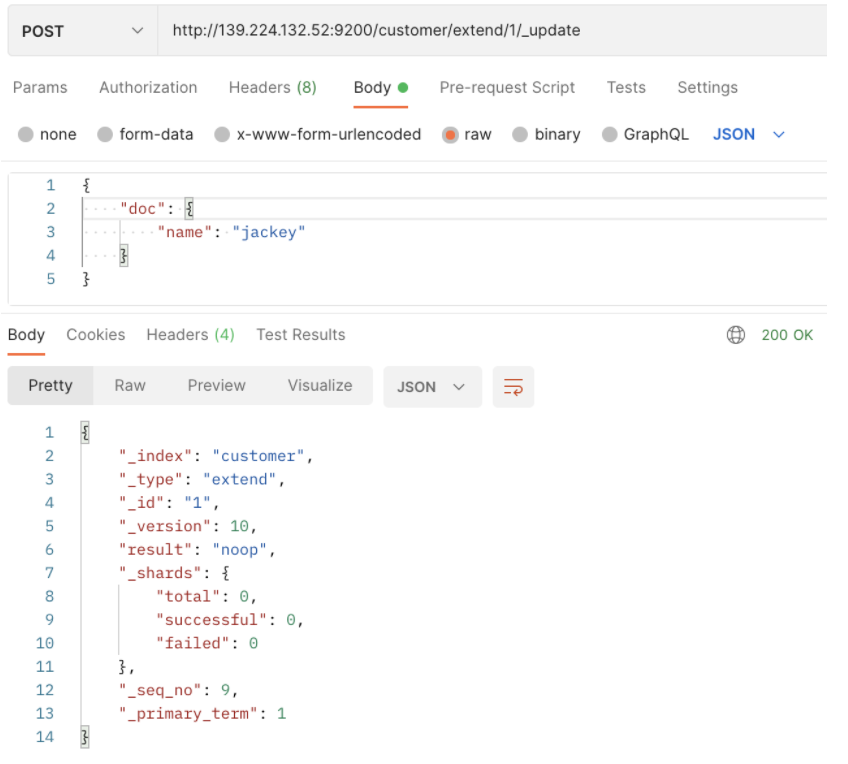 POST http://139.224.132.52:9200/customer/extend/1/_update
Params Authorization Headers (8) Body Pre-request Script Tests Settings
none form-data x-www-form-urlencoded raw binary GraphQL JSON
1 {
2 "doc": {
3 "name": "jackey"
4 }
5 }
Body Cookies Headers (4) Test Results 200 OK
Pretty Raw Preview Visualize JSON
1 {
2 "_index": "customer",
3 "_type": "extend",
4 "_id": "1",
5 "_version": 10,
6 "result": "noop",
7 "_shards": {
8 "total": 0,
9 "successful": 0,
10 "failed": 0
11 },
12 "_seq_no": 9,
13 "_primary_term": 1
14 }